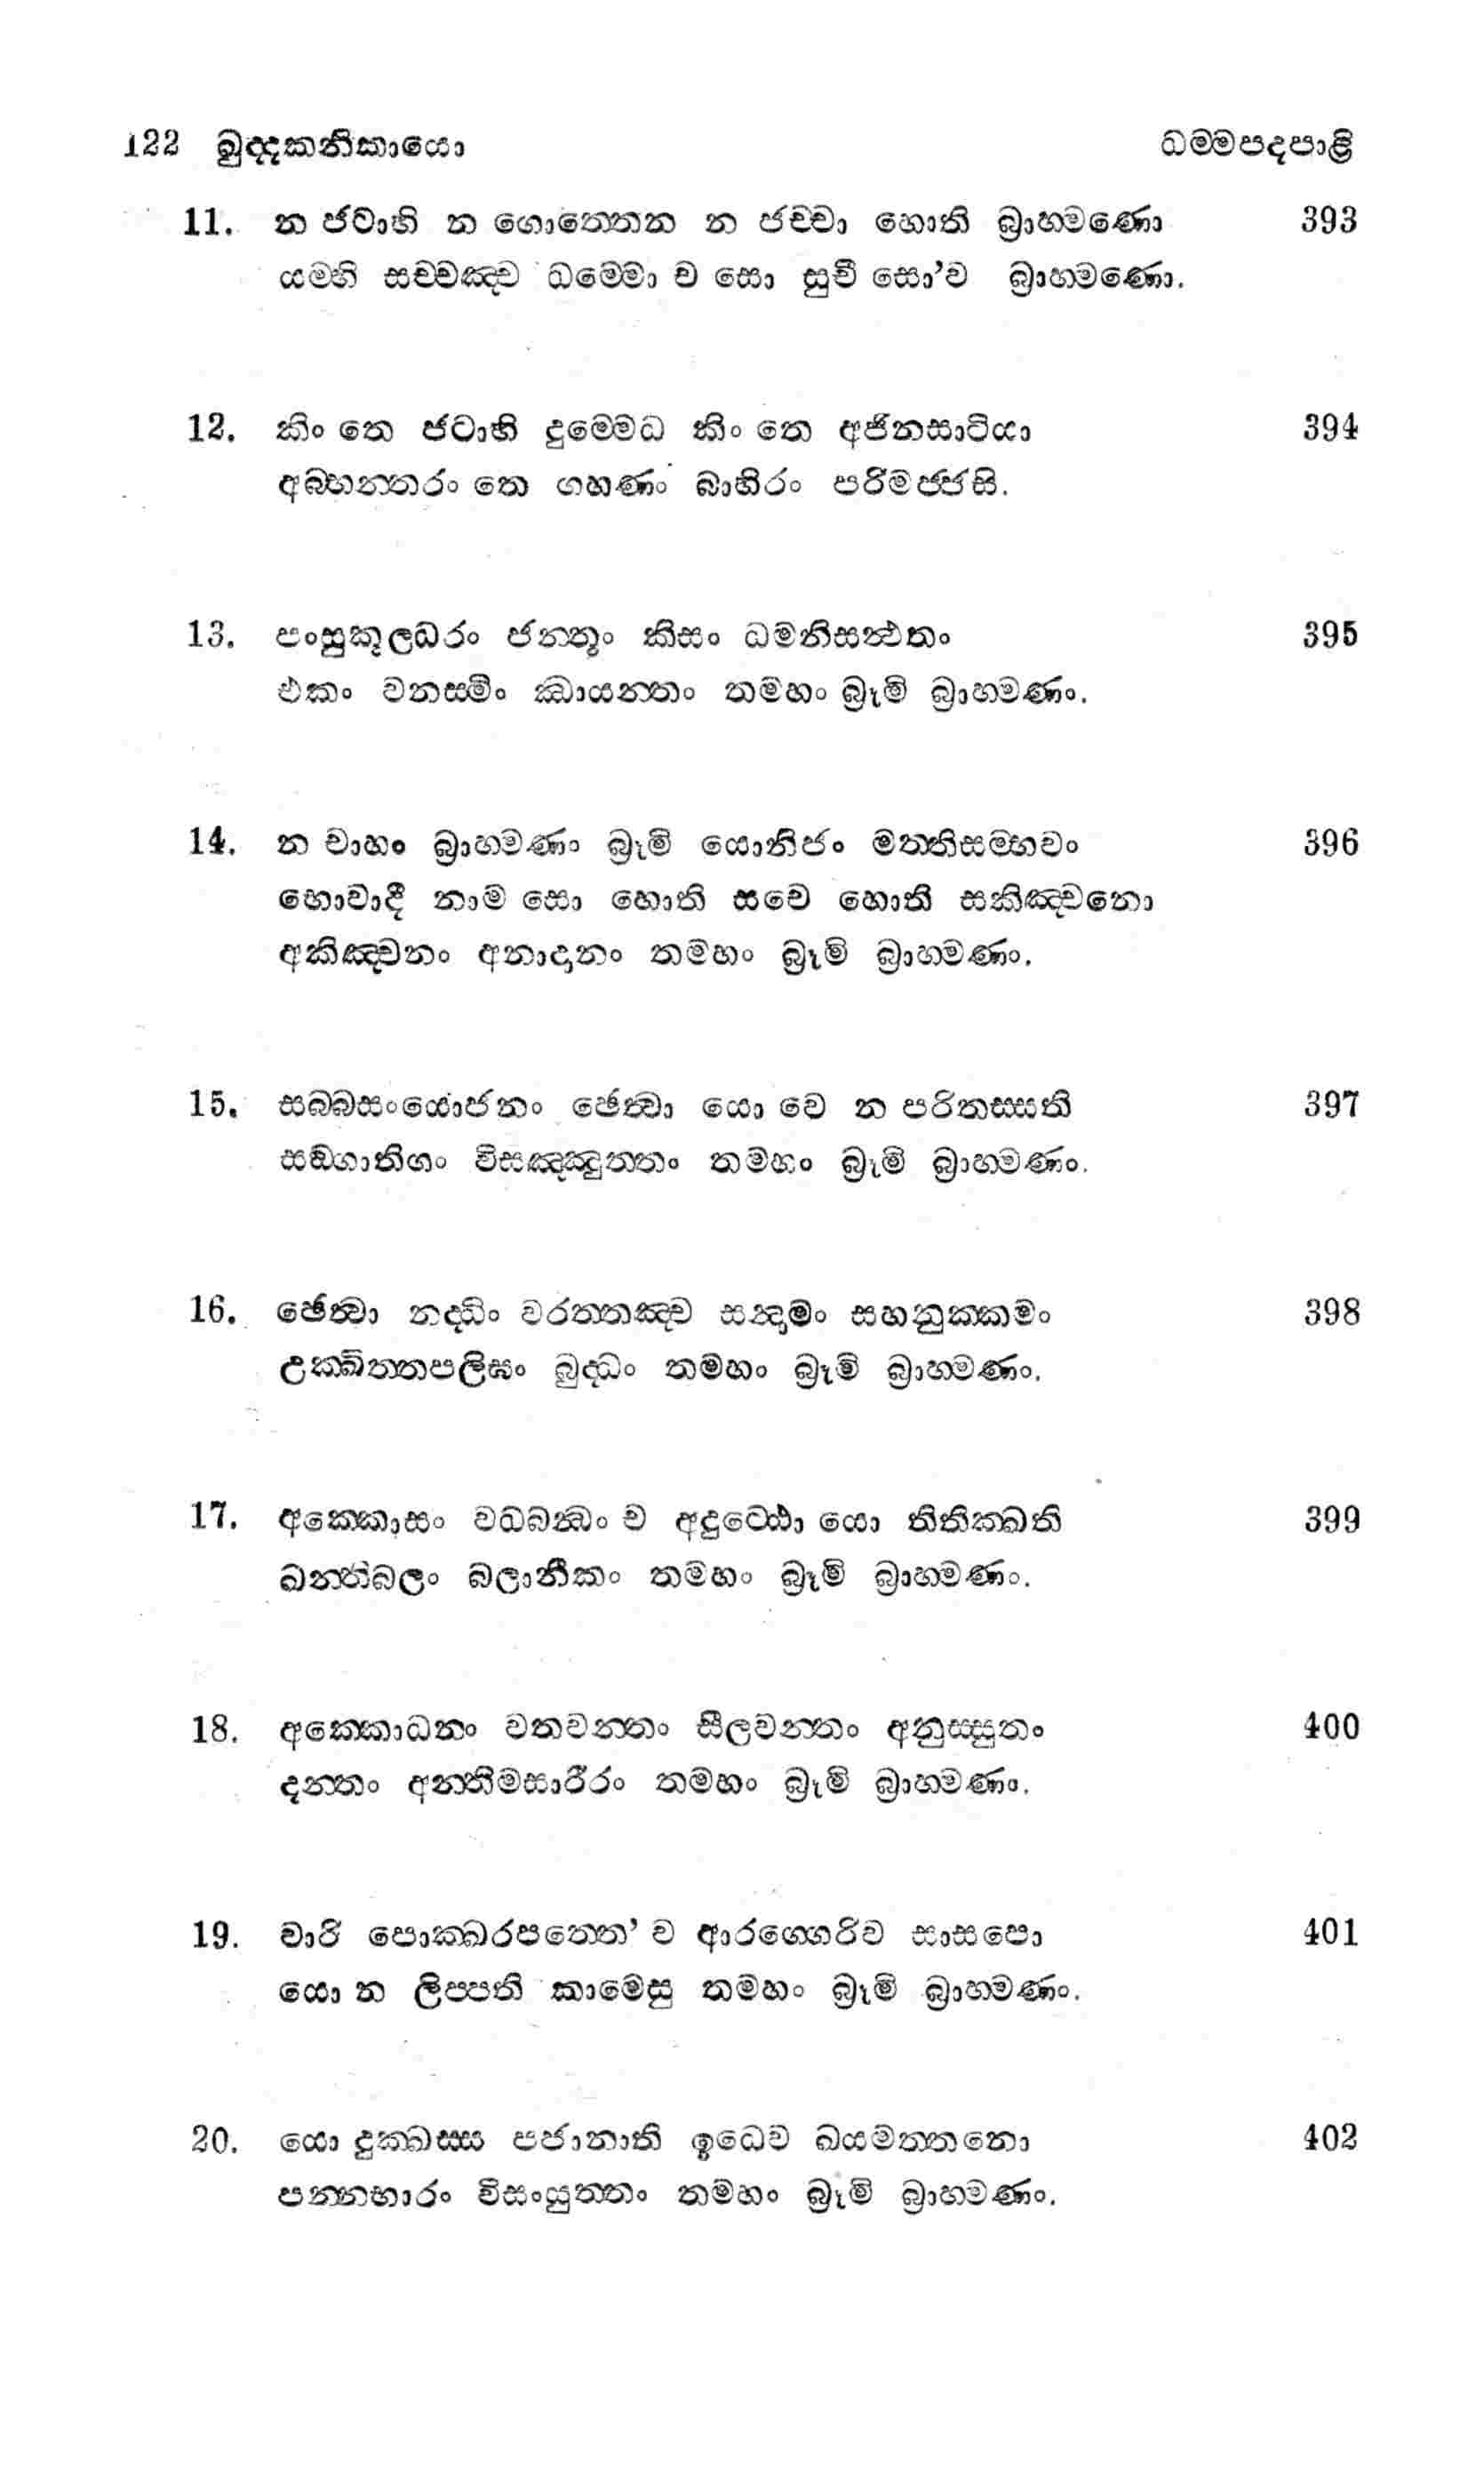 122 ඛුද්දකනිකායො ධම්මපදපාළි
11. න ජටාහි න ගොත්තෙන න ජච්චා හොති බ්‍රාහ්මණො 393
යම්හි සච්චඤ්ච ධම්මො ච සො සුචී සො’ව බ්‍රාහ්මණො.
12. කිං තෙ ජටාහි දුම්මෙධ කිං තෙ අජිනසාටියා 394
අබ්භන්තරං තෙ ගහණං බාහිරං පරිමජ්ජසි.
13. පංසුකූලධරං ජන්තුං කිසං ධමනිසන්ථතං 395
එකං වනස්මිං ඣායන්තං තමහං බ්‍රූමි බ්‍රාහ්මණං.
14. න චාහං බ්‍රාහ්මණං බ්‍රූමි යොනිජං මත්තිසම්භවං 396
භොවාදී නාම සො හොති සචෙ හොති සකිඤ්චනො
අකිඤ්චනං අනාදානං තමහං බ්‍රූමි බ්‍රාහ්මණං.
15. සබ්බසංයොජනං ඡෙත්වා යො වෙ න පරිතස්සති 397
සඞ්ගාතිගං විසඤ්ඤුත්තං තමහං බ්‍රූමි බ්‍රාහ්මණං.
16. ඡෙත්වා නද්ධිං වරත්තඤ්ච සන්දාමං සහනුක්කමං 398
උක්ඛිත්තපලිඝං බුද්ධං තමහං බ්‍රූමි බ්‍රාහ්මණං.
17. අක්කොසං වධබන්ධං ච අදුට්ඨො යො තිතික්ඛති 399
ඛන්තිබලං බලානීකං තමහං බ්‍රූමි බ්‍රාහ්මණං.
18. අක්කොධනං වතවන්තං සීලවන්තං අනුස්සුතං 400
දන්තං අන්තිමසාරීරං තමහං බ්‍රූමි බ්‍රාහ්මණං.
19. වාරි පොක්ඛරපත්තෙ’ ව ආරග්ගෙරිව සාසපො 401
යො න ලිප්පති කාමෙසු තමහං බ්‍රූමි බ්‍රාහ්මණං.
20. යො දුක්ඛස්ස පජානාති ඉධෙව ඛයමත්තනො 402
පන්නභාරං විසංයුත්තං තමහං බ්‍රූමි බ්‍රාහ්මණං.